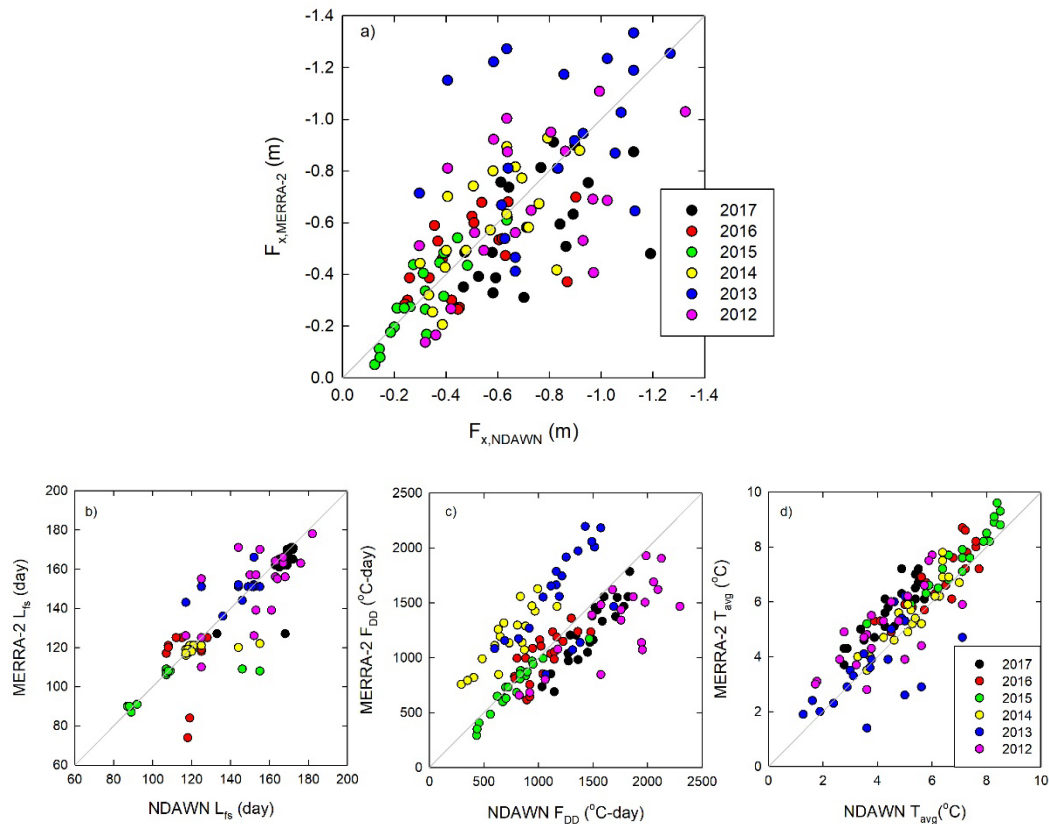 a)
-1.4
-1.2
-1.0
-0.8
-0.6
-0.4
-0.2
0.0
F_x,MERRA-2 (m)
0.0 -0.2 -0.4 -0.6 -0.8 -1.0 -1.2 -1.4
F_x,NDAWN (m)
2017
2016
2015
2014
2013
2012
b)
200
180
160
140
120
100
80
60
MERRA-2 L_fs (day)
60 80 100 120 140 160 180 200
NDAWN L_fs (day)
c)
2500
2000
1500
1000
500
0
MERRA-2 F_DD (°C-day)
0 500 1000 1500 2000 2500
NDAWN F_DD (°C-day)
d)
10
8
6
4
2
0
MERRA-2 T_avg (°C)
0 2 4 6 8 10
NDAWN T_avg(°C)
2017
2016
2015
2014
2013
2012